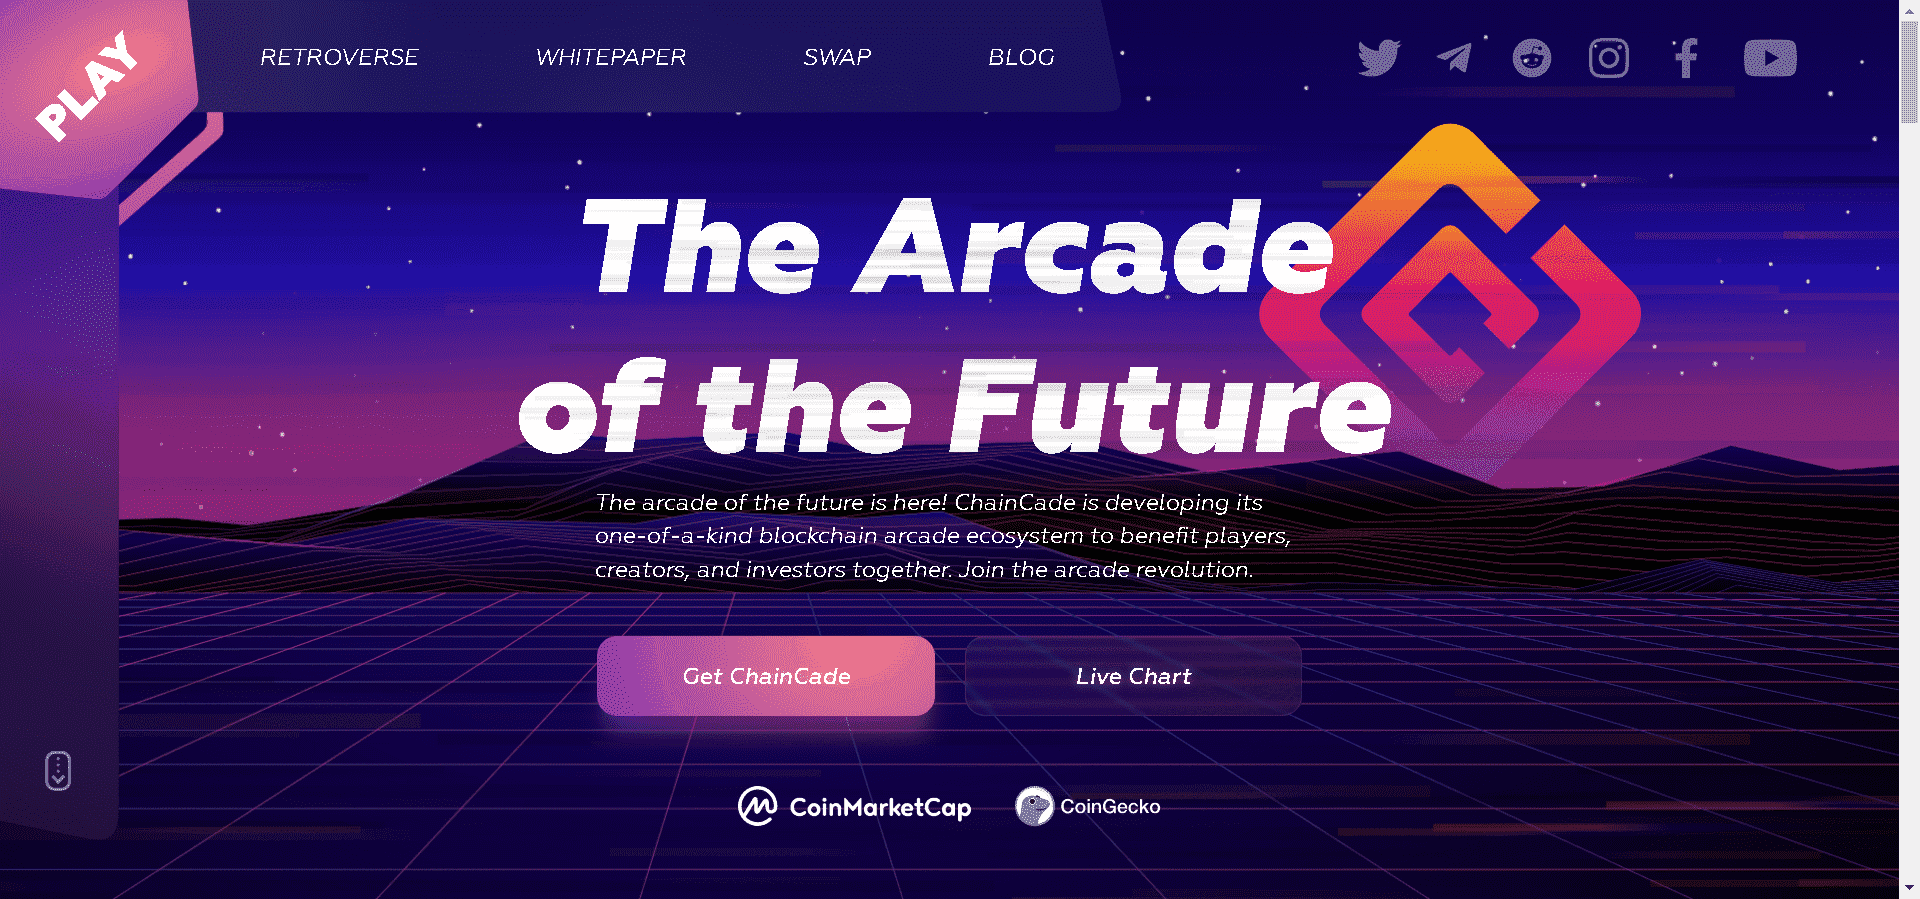 PLAY
RETROVERSE
WHITEPAPER
SWAP
BLOG
The Arcade
of the Future
The arcade of the future is here! ChainCade is developing its
one-of-a-kind blockchain arcade ecosystem to benefit players,
creators, and investors together. Join the arcade revolution.
Get ChainCade
Live Chart
CoinMarketCap
CoinGecko